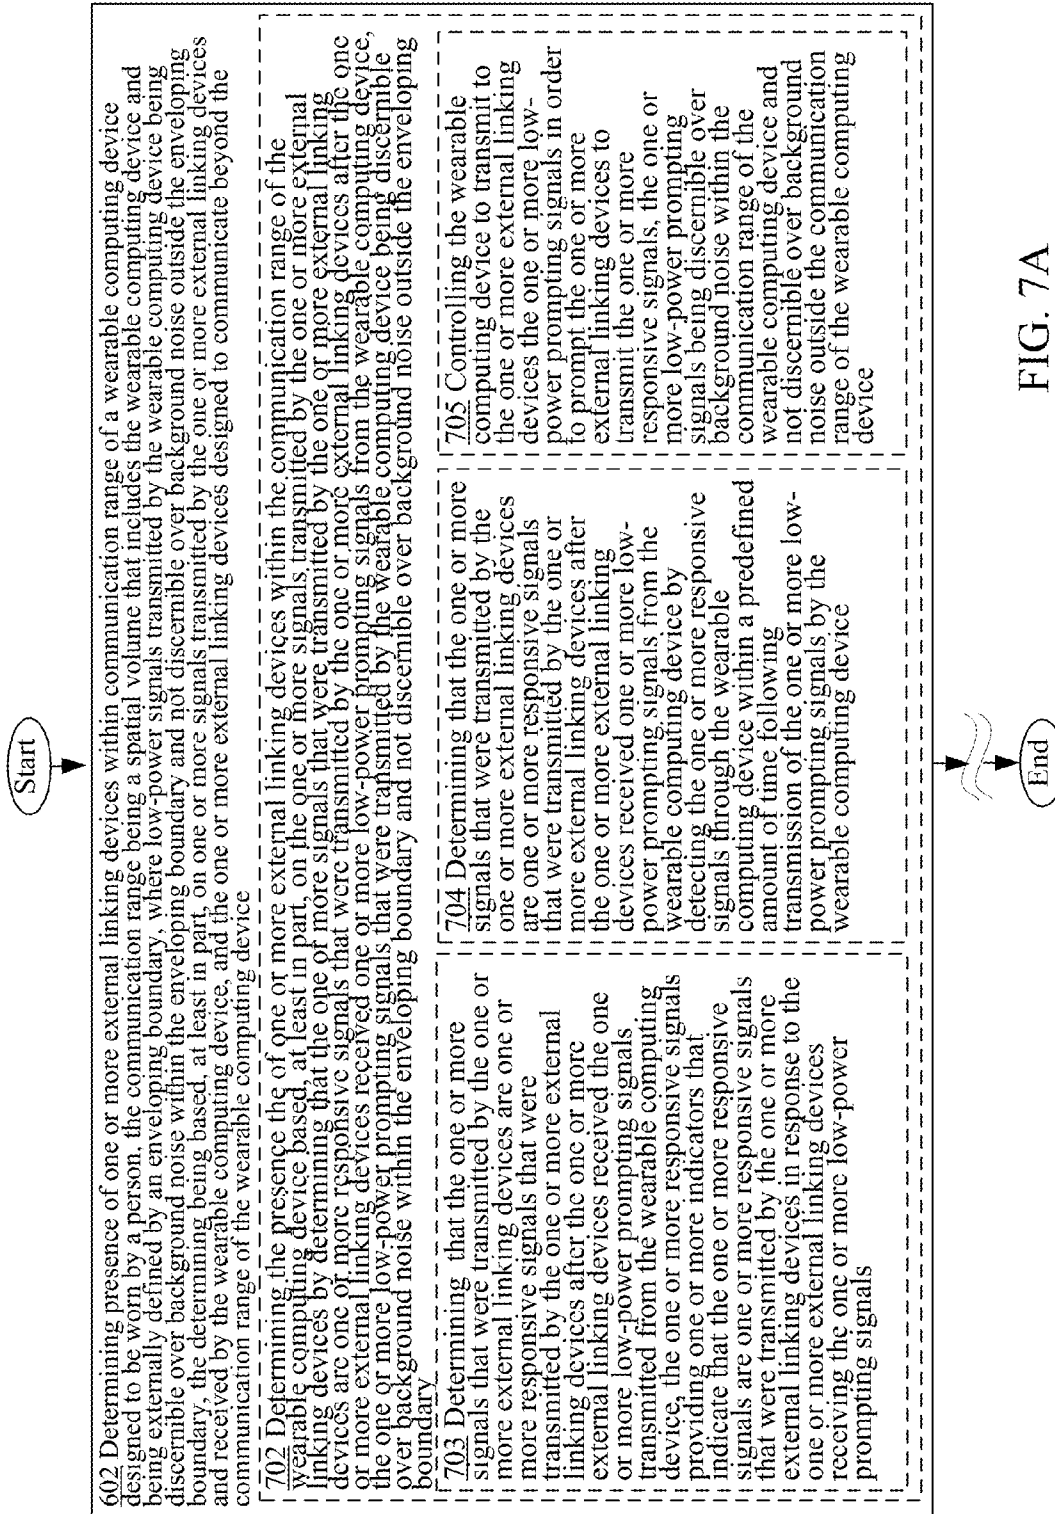 Start
602 Determining presence of one or more external linking devices within communication range of a wearable computing device
designed to be worn by a person, the communication range being a spatial volume that includes the wearable computing device and
being externally defined by an enveloping boundary, where low-power signals transmitted by the wearable computing device being
discernible over background noise within the enveloping boundary and not discernible over background noise outside the enveloping
boundary, the determining being based, at least in part, on one or more signals transmitted by the one or more external linking devices
and received by the wearable computing device, and the one or more external linking devices designed to communicate beyond the
communication range of the wearable computing device
702 Determining the presence the of one or more external linking devices within the communication range of the
wearable computing device based, at least in part, on the one or more signals transmitted by the one or more external
linking devices by determining that the one of more signals that were transmitted by the one or more external linking
devices are one or more responsive signals that were transmitted by the one or more external linking devices after the one
or more external linking devices received one or more low-power prompting signals from the wearable computing device,
the one or more low-power prompting signals that were transmitted by the wearable computing device being discernible
over background noise within the enveloping boundary and not discernible over background noise outside the enveloping
boundary
703 Determining that the one or more
signals that were transmitted by the one or
more external linking devices are one or
more responsive signals that were
transmitted by the one or more external
linking devices after the one or more
external linking devices received the one
or more low-power prompting signals
transmitted from the wearable computing
device, the one or more responsive signals
providing one or more indicators that
indicate that the one or more responsive
signals are one or more responsive signals
that were transmitted by the one or more
external linking devices in response to the
one or more external linking devices
receiving the one or more low-power
prompting signals
704 Determining that the one or more
signals that were transmitted by the
one or more external linking devices
are one or more responsive signals
that were transmitted by the one or
more external linking devices after
the one or more external linking
devices received one or more low-
power prompting signals from the
wearable computing device by
detecting the one or more responsive
signals through the wearable
computing device within a predefined
amount of time following
transmission of the one or more low-
power prompting signals by the
wearable computing device
705 Controlling the wearable
computing device to transmit to
the one or more external linking
devices the one or more low-
power prompting signals in order
to prompt the one or more
external linking devices to
transmit the one or more
responsive signals, the one or
more low-power prompting
signals being discernible over
background noise within the
communication range of the
wearable computing device and
not discernible over background
noise outside the communication
range of the wearable computing
device
End
FIG. 7A